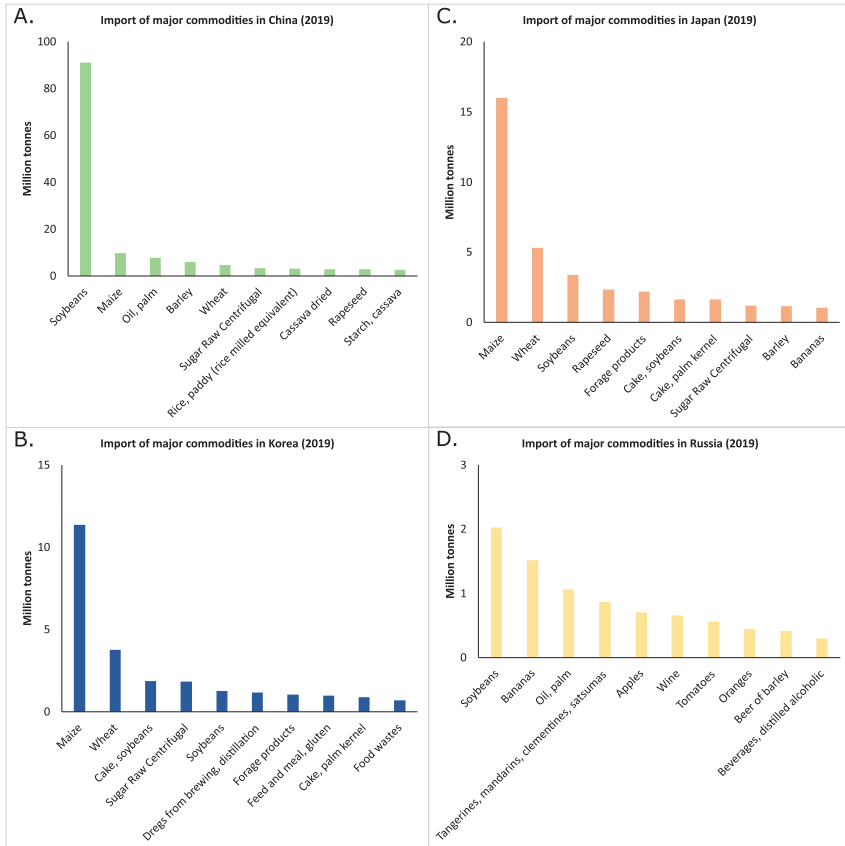 A.
Import of major commodities in China (2019)
Million tonnes
100
80
60
40
20
0
Soybeans
Maize
Oil, palm
Barley
Wheat
Sugar Raw Centrifugal
Rice, paddy (rice milled equivalent)
Cassava dried
Rapeseed
Starch, cassava
C.
Import of major commodities in Japan (2019)
Million tonnes
20
15
10
5
0
Maize
Wheat
Soybeans
Rapeseed
Forage products
Cake, soybeans
Cake, palm kernel
Sugar Raw Centrifugal
Barley
Bananas
B.
Import of major commodities in Korea (2019)
Million tonnes
15
10
5
0
Maize
Wheat
Cake, soybeans
Sugar Raw Centrifugal
Soybeans
Dregs from brewing, distillation
Forage products
Feed and meal, gluten
Cake, palm kernel
Food wastes
D.
Import of major commodities in Russia (2019)
Million tonnes
3
2
1
0
Soybeans
Bananas
Oil, palm
Tangerines, mandarins, clementines, satsumas
Apples
Wine
Tomatoes
Oranges
Beer of barley
Beverages, distilled alcoholic